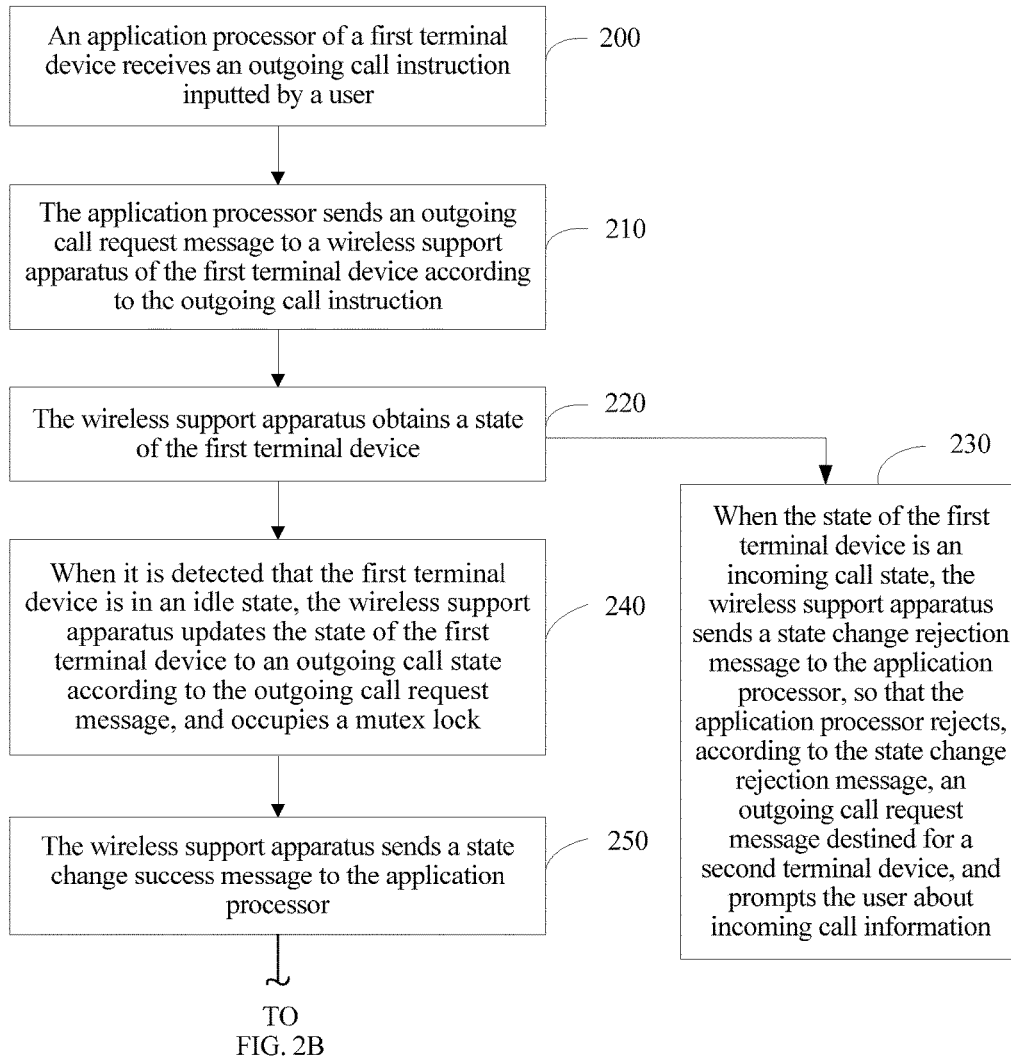 An application processor of a first terminal
device receives an outgoing call instruction
inputted by a user
200
The application processor sends an outgoing
call request message to a wireless support
apparatus of the first terminal device according
to the outgoing call instruction
210
The wireless support apparatus obtains a state
of the first terminal device
220
230
When the state of the first
terminal device is an
incoming call state, the
wireless support apparatus
sends a state change rejection
message to the application
processor, so that the
application processor rejects,
according to the state change
rejection message, an
outgoing call request
message destined for a
second terminal device, and
prompts the user about
incoming call information
When it is detected that the first terminal
device is in an idle state, the wireless support
apparatus updates the state of the first
terminal device to an outgoing call state
according to the outgoing call request
message, and occupies a mutex lock
240
The wireless support apparatus sends a state
change success message to the application
processor
250
TO
FIG. 2B